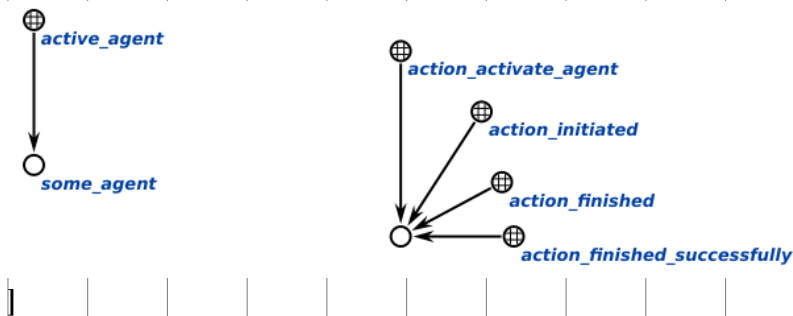 active_agent
some_agent
action_activate_agent
action_initiated
action_finished
action_finished_successfully